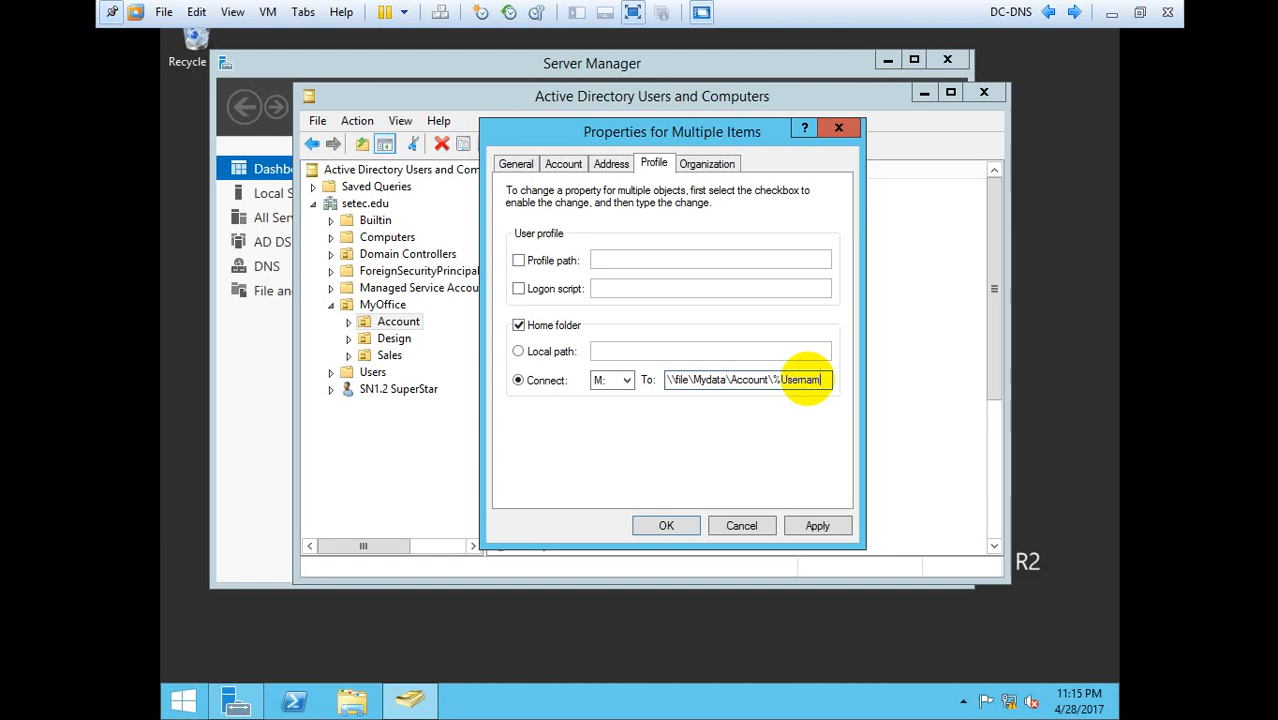 File Edit View VM Tabs Help DC-DNS
Recycle
Server Manager
Active Directory Users and Computers
File Action View Help
Properties for Multiple Items
?
General Account Address Profile Organization
To change a property for multiple objects, first select the checkbox to
enable the change, and then type the change.
User profile
Profile path:
Logon script:
Home folder
Local path:
Connect: M: To: \\file\Mydata\Account\%Usernam
OK Cancel Apply
Dashbo
Local S
All Serv
AD DS
DNS
File an
Active Directory Users and Com
Saved Queries
setec.edu
Builtin
Computers
Domain Controllers
ForeignSecurityPrincipal
Managed Service Accou
MyOffice
Account
Design
Sales
Users
SN1.2 SuperStar
R2
11:15 PM
4/28/2017